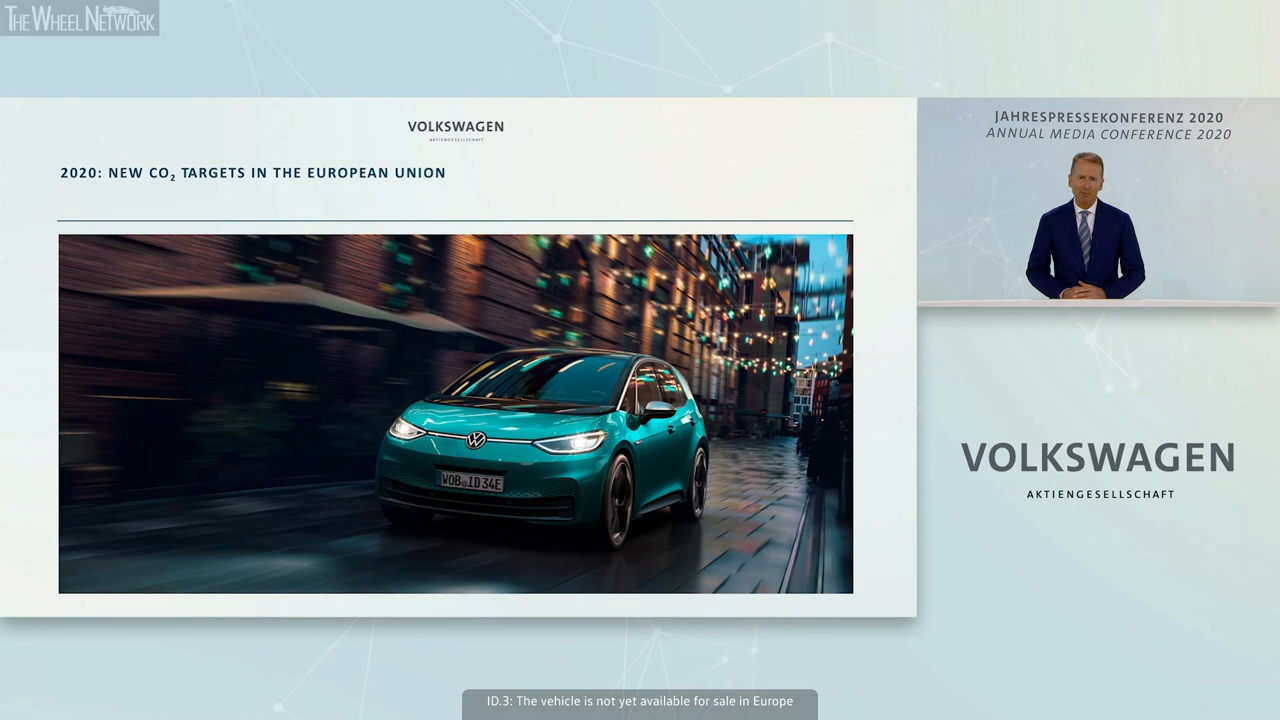 THE WHEEL NETWORK
VOLKSWAGEN
AKTIENGESELLSCHAFT
2020: NEW CO₂ TARGETS IN THE EUROPEAN UNION
WOB ID 34E
JAHRESPRESSEKONFERENZ 2020
ANNUAL MEDIA CONFERENCE 2020
VOLKSWAGEN
AKTIENGESELLSCHAFT
ID.3: The vehicle is not yet available for sale in Europe